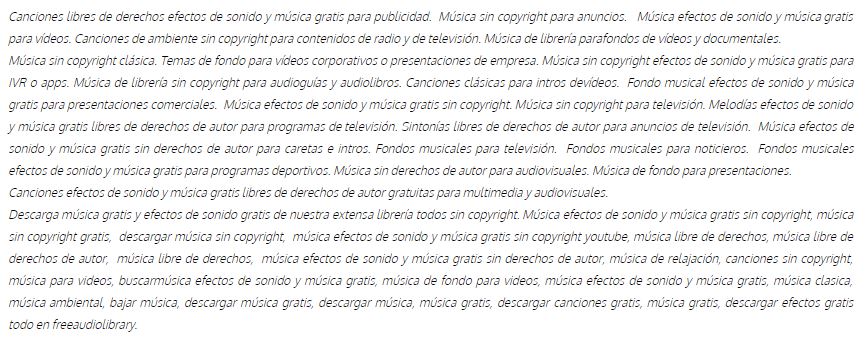 Canciones libres de derechos efectos de sonido y música gratis para publicidad.  Música sin copyright para anuncios.   Música efectos de sonido y música gratis
para vídeos. Canciones de ambiente sin copyright para contenidos de radio y de televisión. Música de librería parafondos de vídeos y documentales.
Música sin copyright clásica. Temas de fondo para vídeos corporativos o presentaciones de empresa. Música sin copyright efectos de sonido y música gratis para
IVR o apps. Música de librería sin copyright para audioguías y audiolibros. Canciones clásicas para intros devídeos.  Fondo musical efectos de sonido y música
gratis para presentaciones comerciales.  Música efectos de sonido y música gratis sin copyright. Música sin copyright para televisión. Melodías efectos de sonido
y música gratis libres de derechos de autor para programas de televisión. Sintonías libres de derechos de autor para anuncios de televisión.  Música efectos de
sonido y música gratis sin derechos de autor para caretas e intros. Fondos musicales para televisión.  Fondos musicales para noticieros.  Fondos musicales
efectos de sonido y música gratis para programas deportivos. Música sin derechos de autor para audiovisuales. Música de fondo para presentaciones.
Canciones efectos de sonido y música gratis libres de derechos de autor gratuitas para multimedia y audiovisuales.
Descarga música gratis y efectos de sonido gratis de nuestra extensa librería todos sin copyright. Música efectos de sonido y música gratis sin copyright, música
sin copyright gratis,  descargar música sin copyright,  música efectos de sonido y música gratis sin copyright youtube, música libre de derechos, música libre de
derechos de autor,  música libre de derechos,  música efectos de sonido y música gratis sin derechos de autor, música de relajación, canciones sin copyright,
música para videos, buscarmúsica efectos de sonido y música gratis, música de fondo para videos, música efectos de sonido y música gratis, música clasica,
música ambiental, bajar música, descargar música gratis, descargar música, música gratis, descargar canciones gratis, música gratis, descargar efectos gratis
todo en freeaudiolibrary.